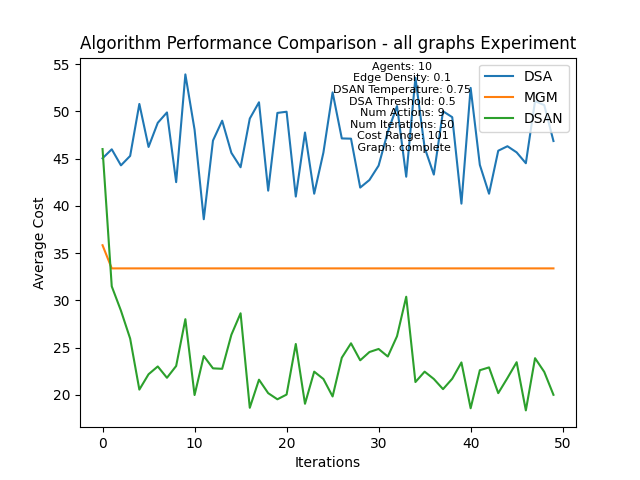 Algorithm Performance Comparison - all graphs Experiment
Agents: 10
Edge Density: 0.1
DSAN Temperature: 0.75
DSA Threshold: 0.5
Num Actions: 9
Num Iterations: 50
Cost Range: 101
Graph: complete
DSA
MGM
DSAN
Average Cost
55
50
45
40
35
30
25
20
0 10 20 30 40 50
Iterations